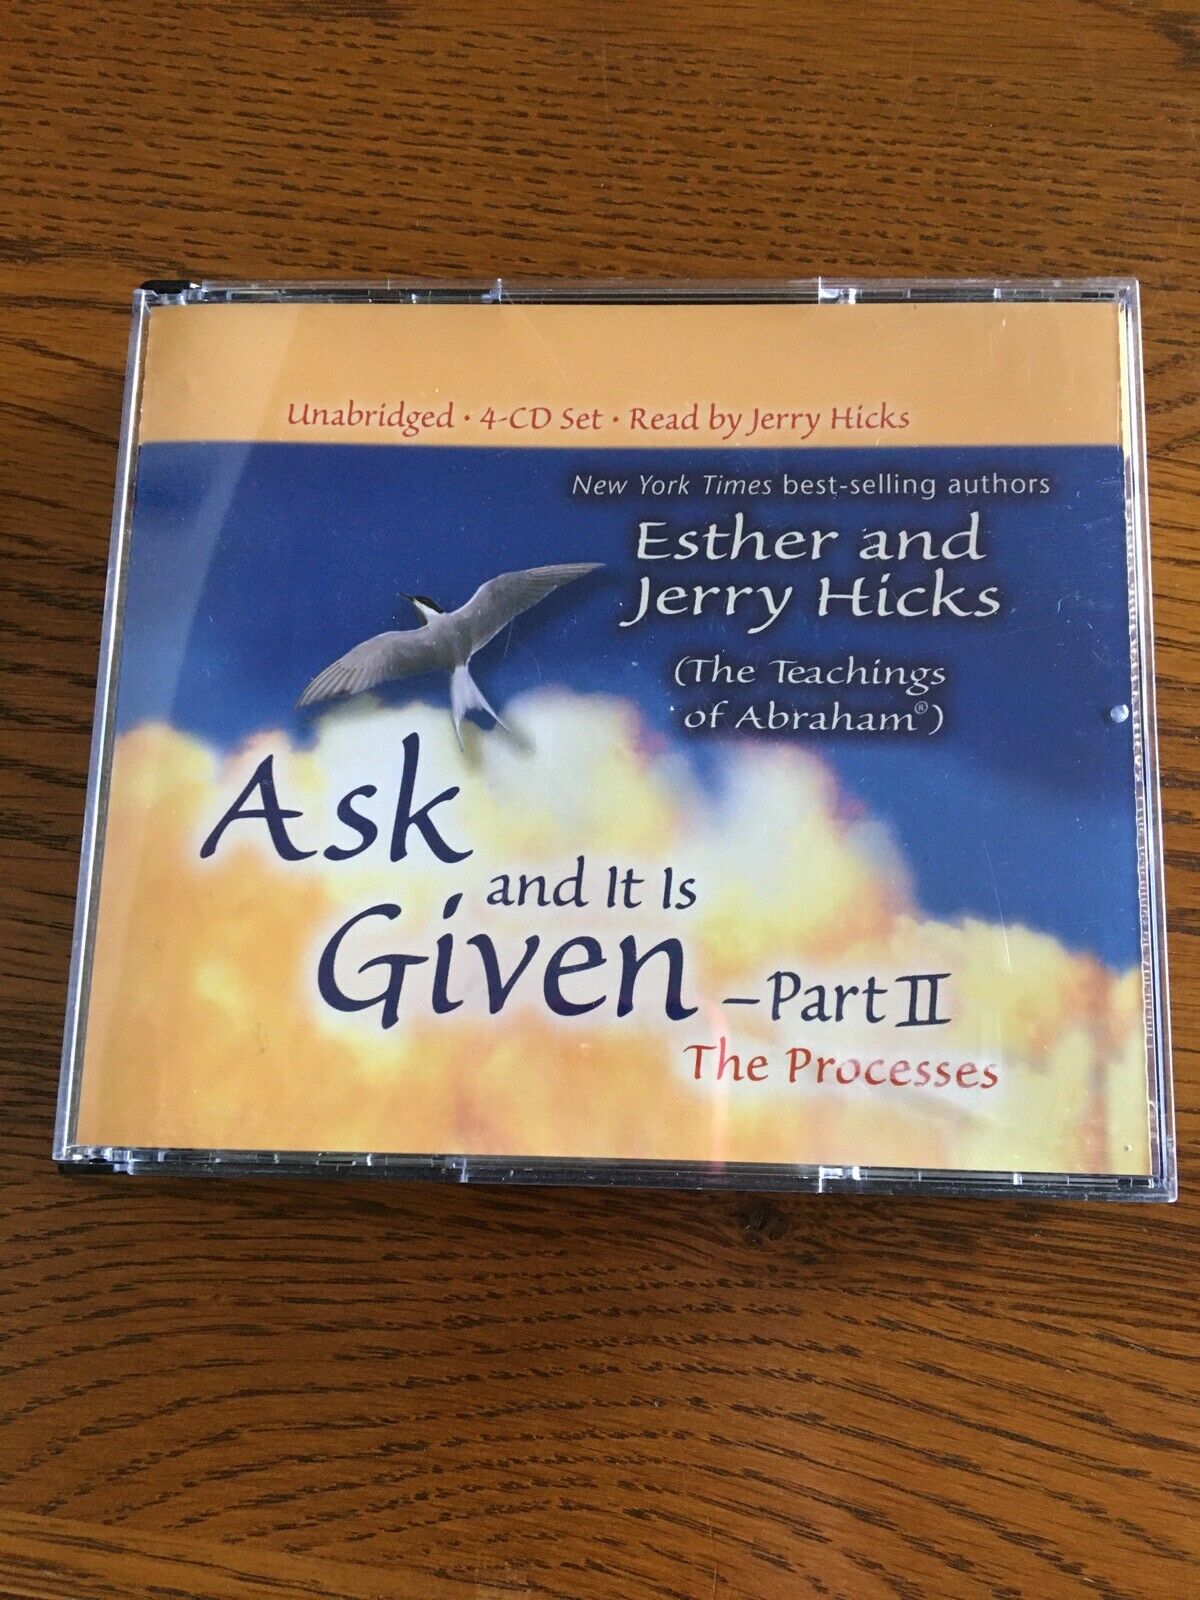 Unabridged • 4-CD Set • Read by Jerry Hicks
New York Times best-selling authors
Esther and
Jerry Hicks
(The Teachings
of Abraham®)
Ask
and It Is
Given –Part II
The Processes